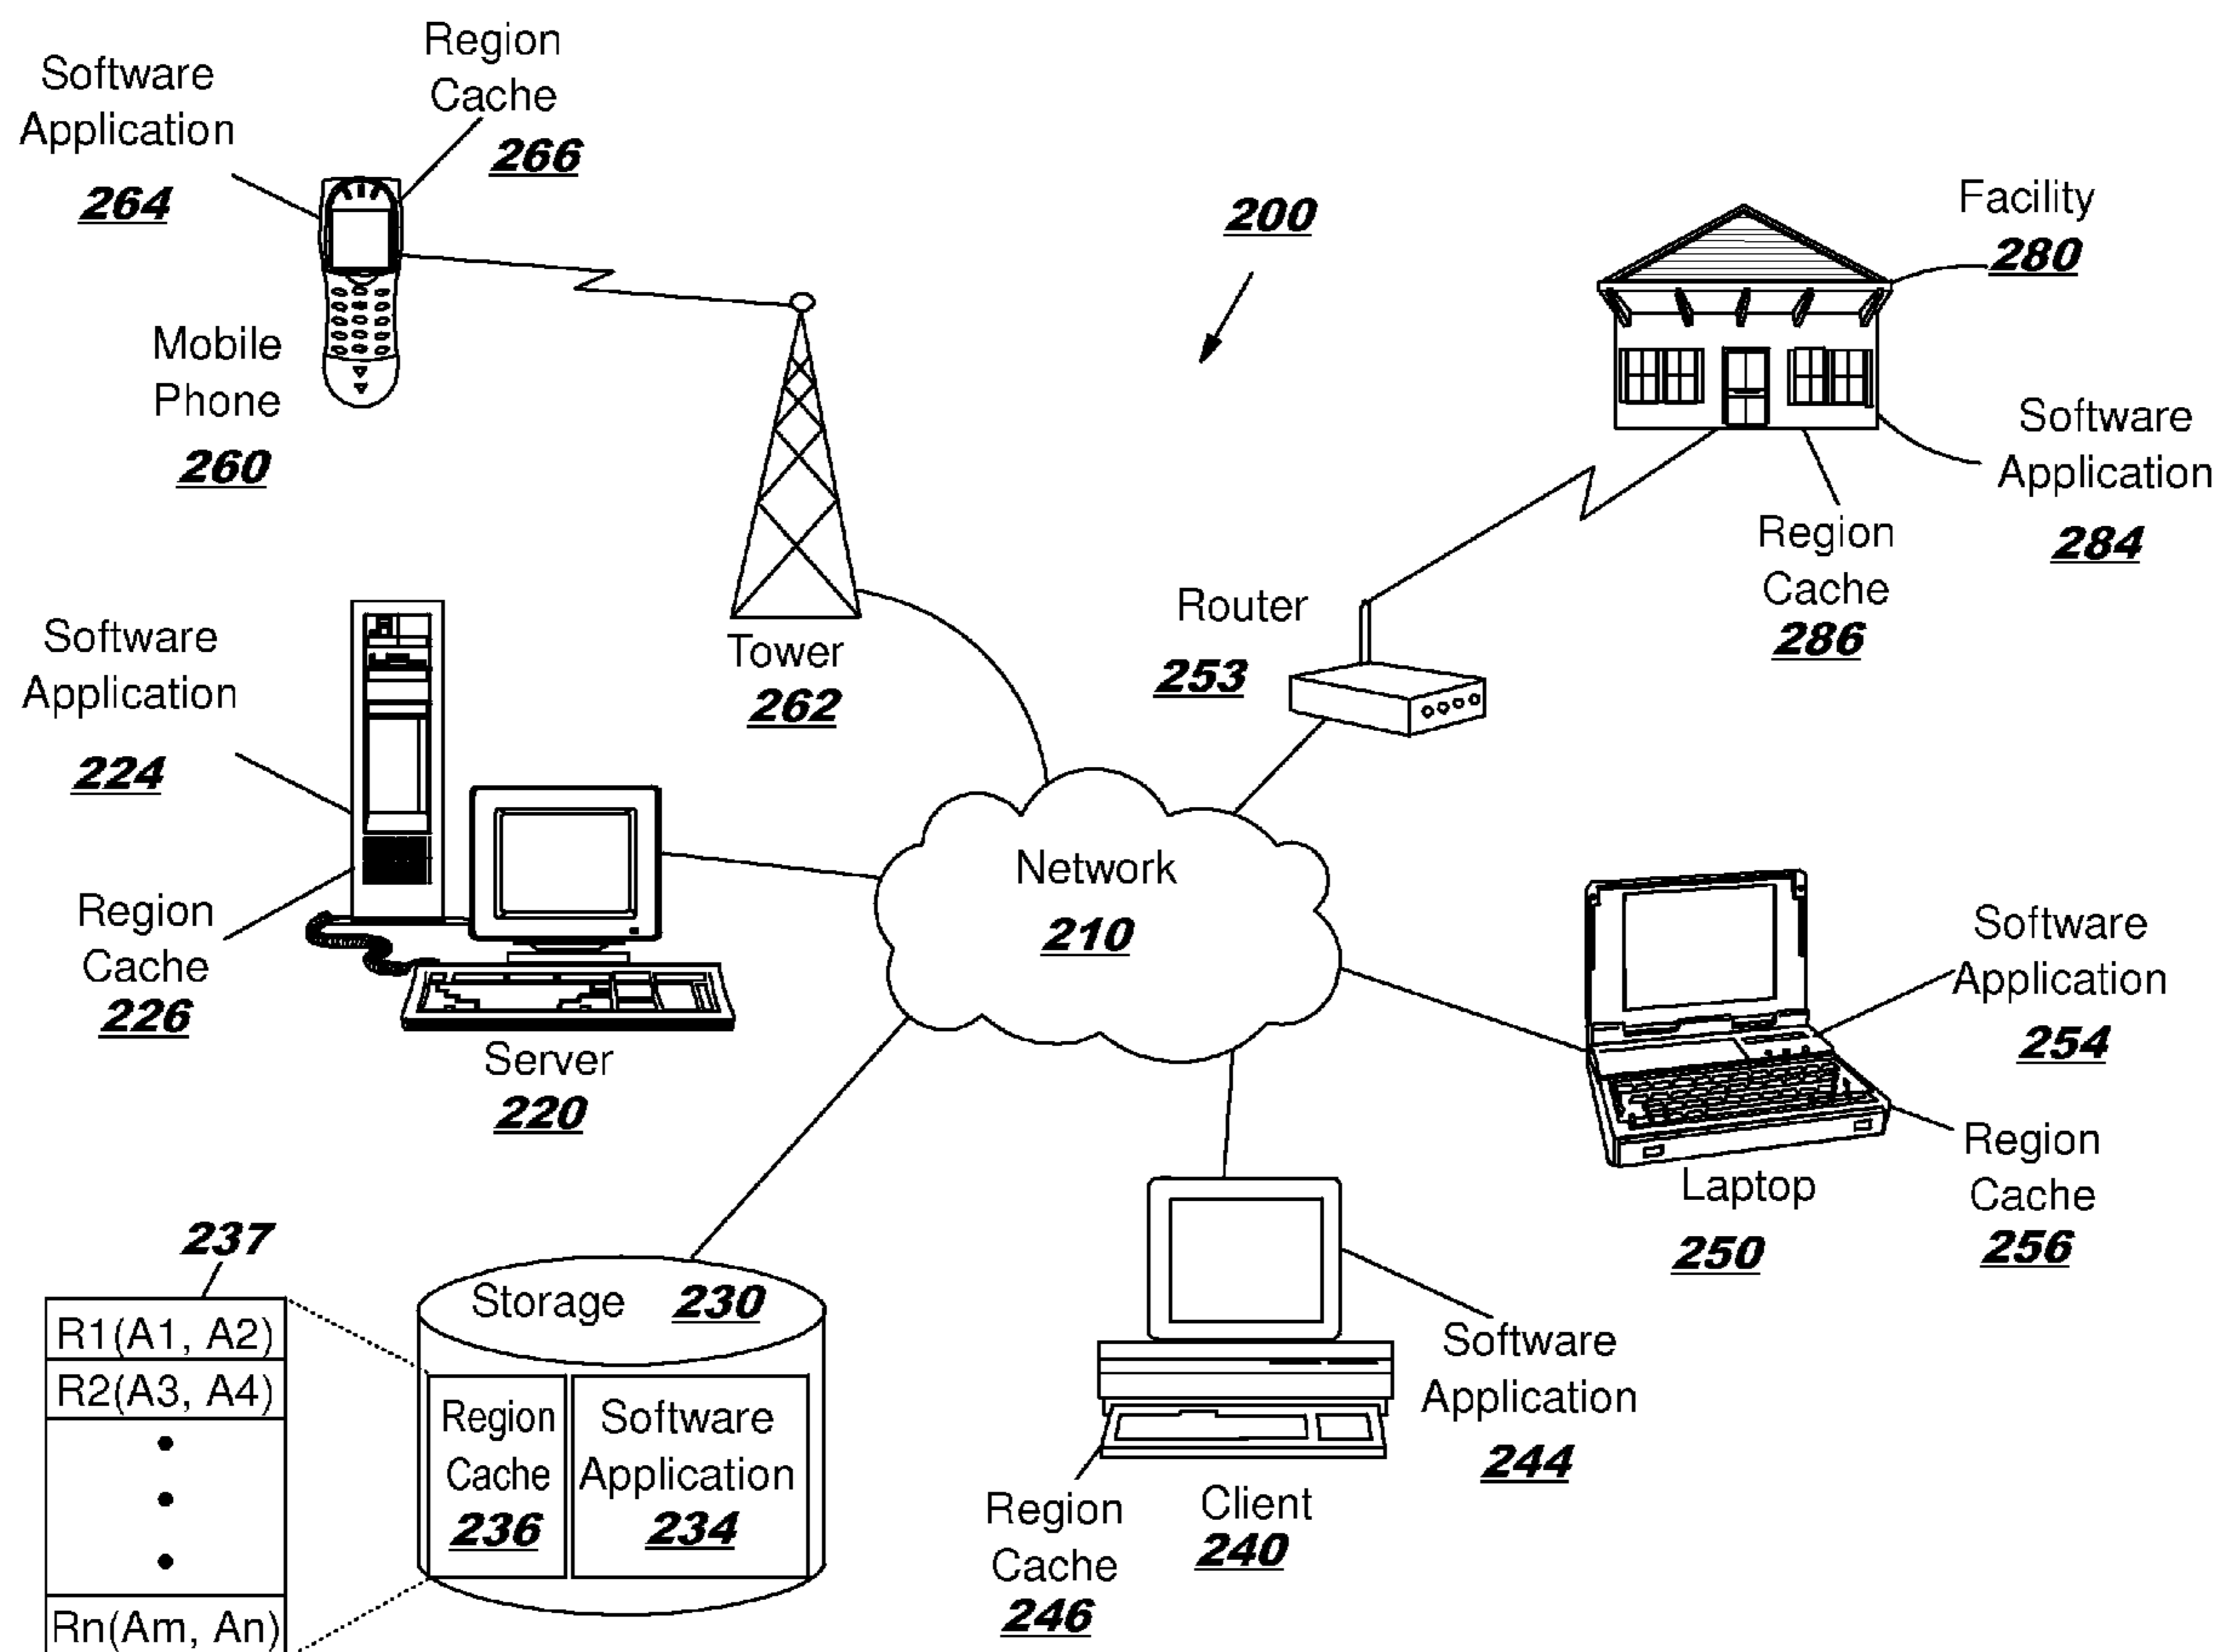 Software
Application
264
Region
Cache
266
Mobile
Phone
260
200
Facility
280
Software
Application
284
Region
Cache
286
Router
253
Tower
262
Software
Application
224
Region
Cache
226
Server
220
Network
210
Software
Application
254
Region
Cache
256
Laptop
250
237
R1(A1, A2)
R2(A3, A4)
Rn(Am, An)
Storage 230
Region
Cache
236
Software
Application
234
Software
Application
244
Client
240
Region
Cache
246